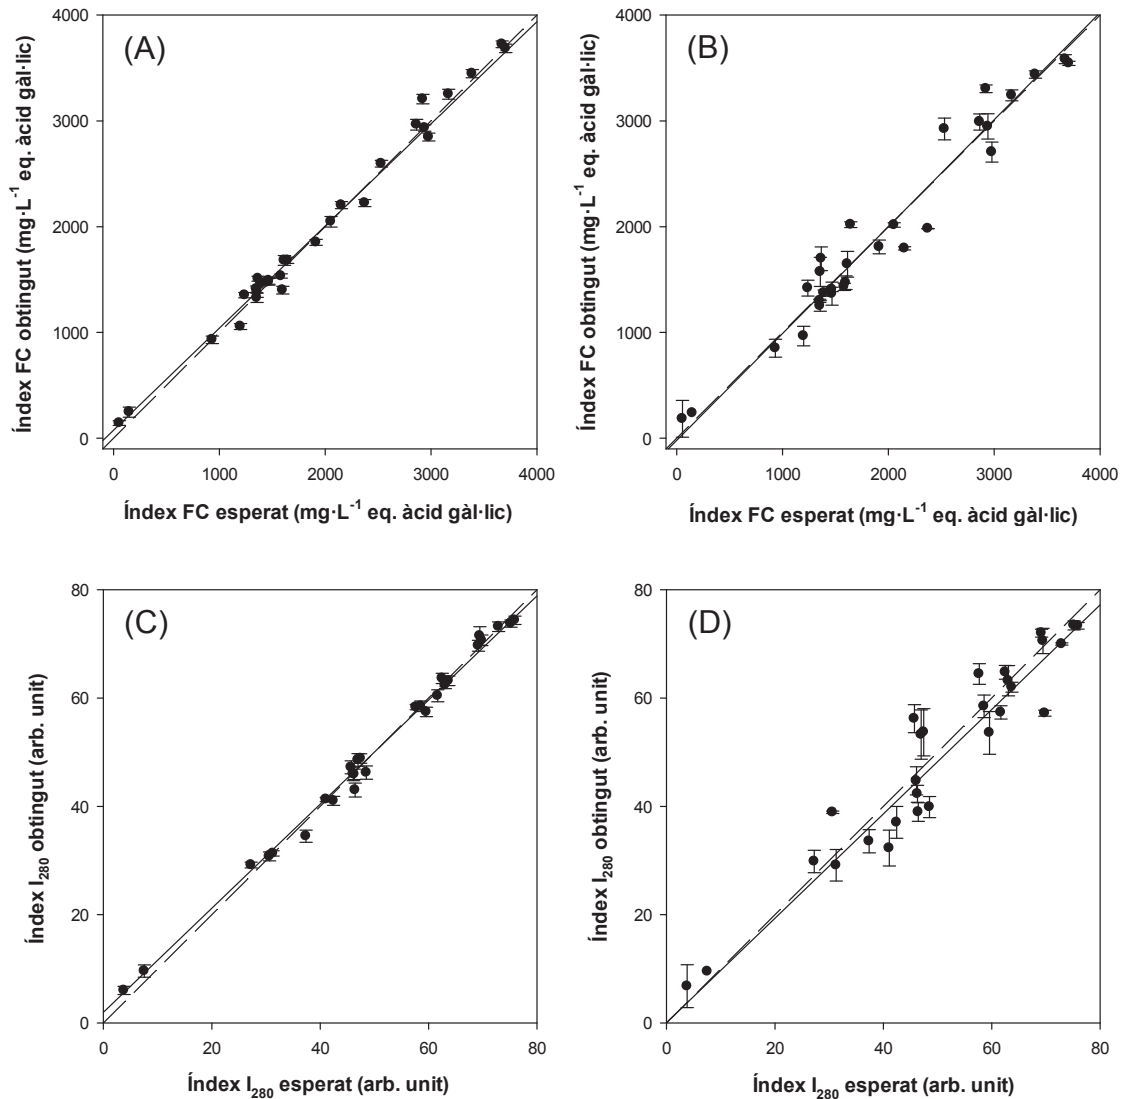 (A)
4000
3000
2000
1000
0
0 1000 2000 3000 4000
Índex FC obtingut (mg·L⁻¹ eq. àcid gàl·lic)
Índex FC esperat (mg·L⁻¹ eq. àcid gàl·lic)
(B)
4000
3000
2000
1000
0
0 1000 2000 3000 4000
Índex FC obtingut (mg·L⁻¹ eq. àcid gàl·lic)
Índex FC esperat (mg·L⁻¹ eq. àcid gàl·lic)
(C)
80
60
40
20
0
0 20 40 60 80
Índex I₂₈₀ obtingut (arb. unit)
Índex I₂₈₀ esperat (arb. unit)
(D)
80
60
40
20
0
0 20 40 60 80
Índex I₂₈₀ obtingut (arb. unit)
Índex I₂₈₀ esperat (arb. unit)